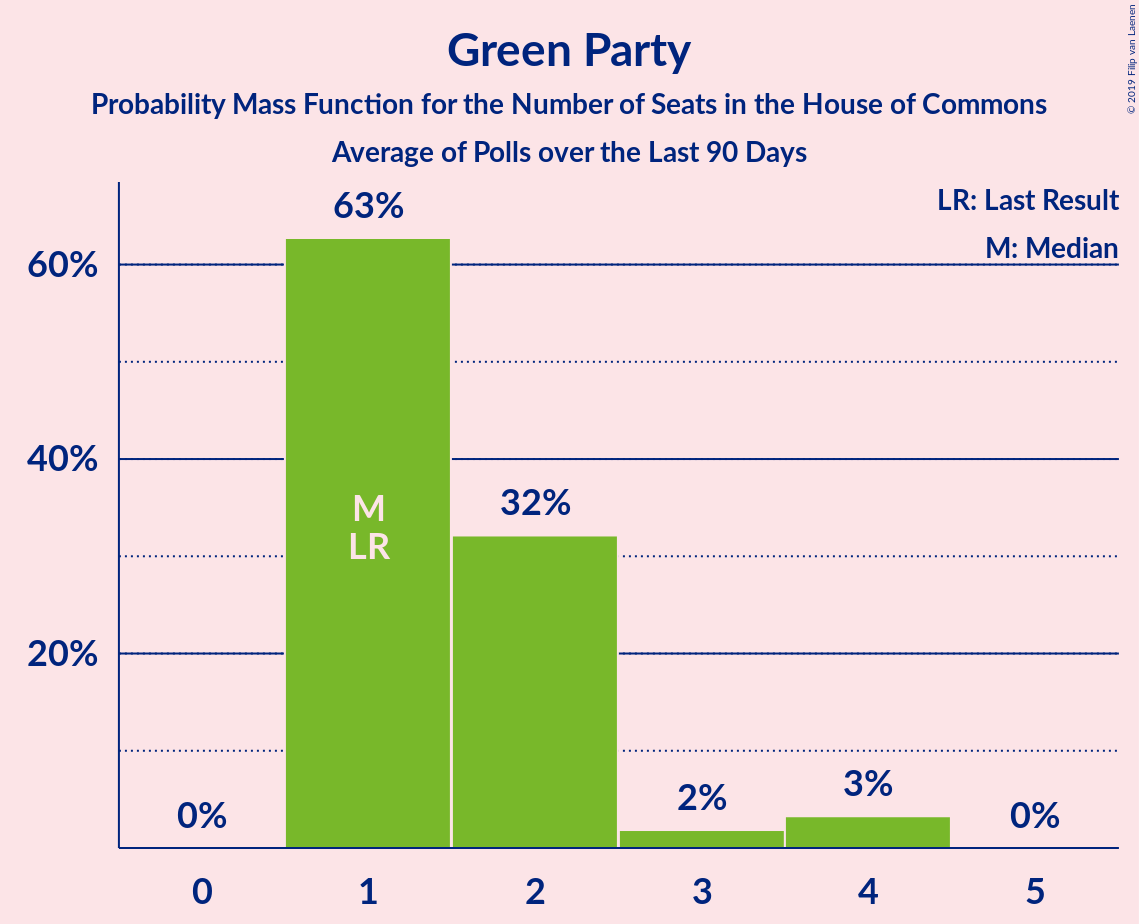 Green Party
Probability Mass Function for the Number of Seats in the House of Commons
Average of Polls over the Last 90 Days
© 2019 Filip van Laenen
LR: Last Result
M: Median
63%
60%
40%
32%
M
LR
20%
0%
2%
3%
0%
0
1
2
3
4
5